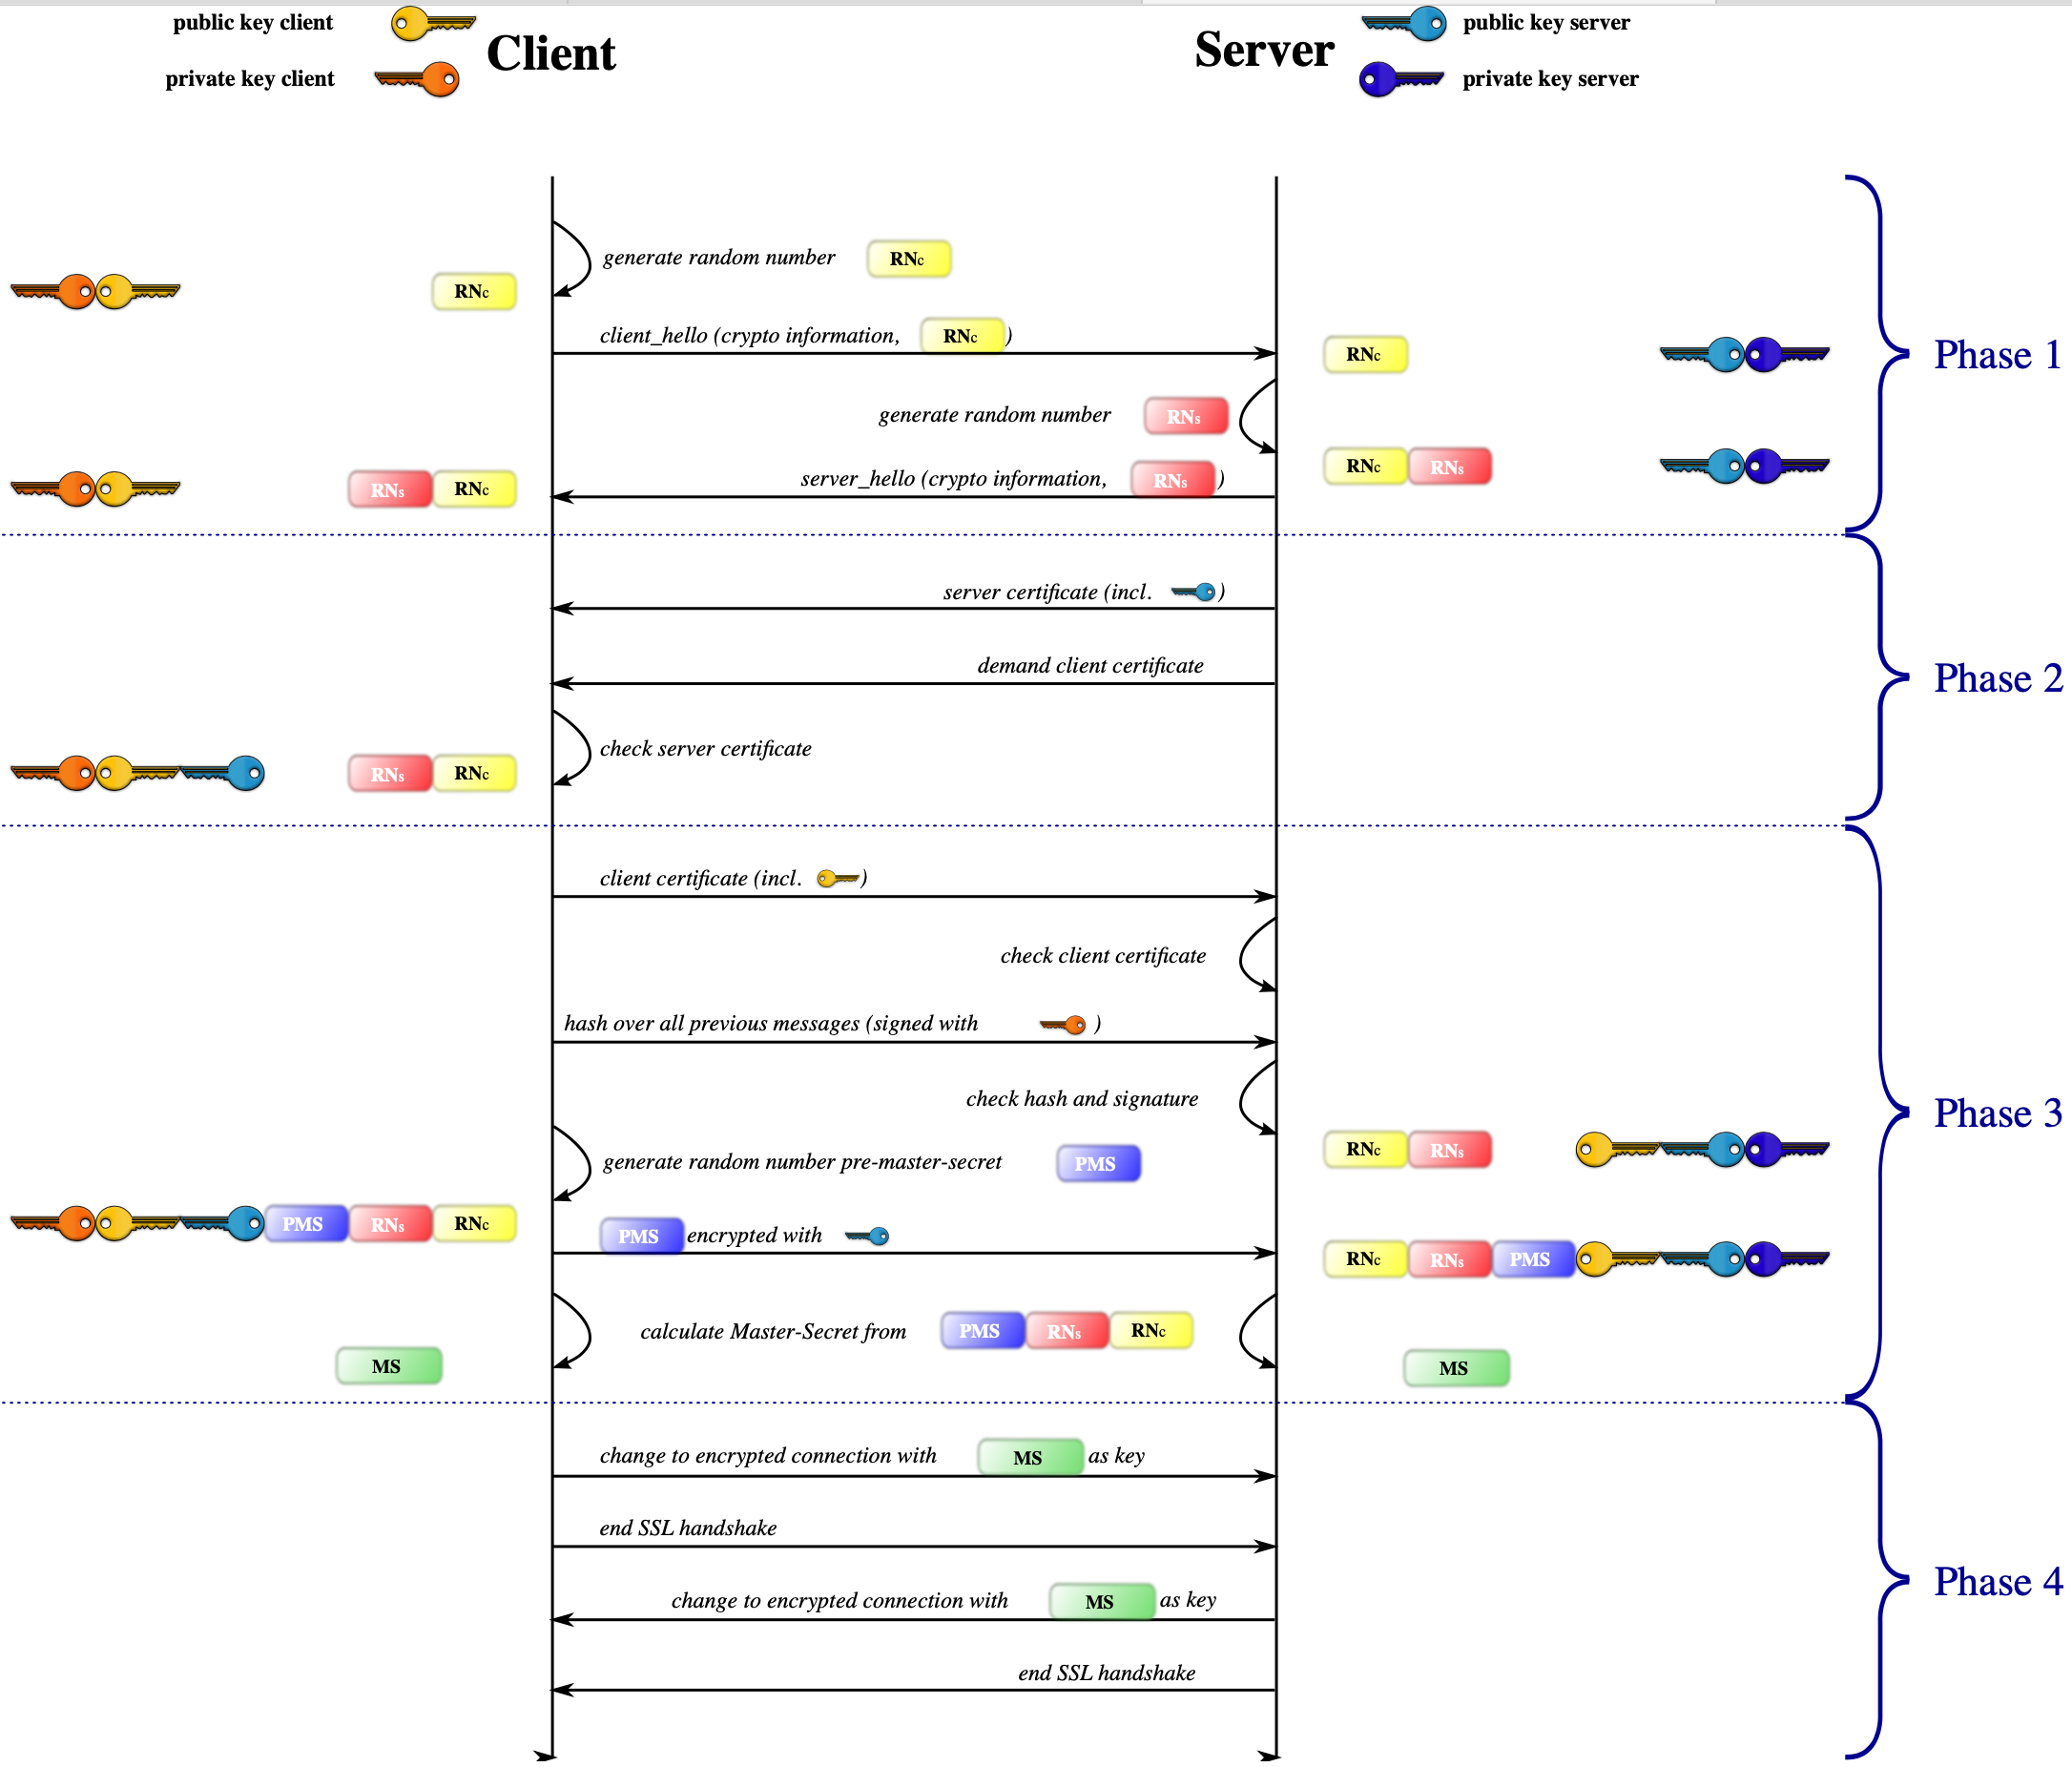 public key client
Client
Server
public key server
private key client
private key server
generate random number RNc
RNc
client_hello (crypto information, RNc )
RNc
Phase 1
generate random number RNs
RNc RNs
server_hello (crypto information, RNs )
RNs RNc
server certificate (incl. )
demand client certificate
Phase 2
check server certificate
RNs RNc
client certificate (incl. )
check client certificate
hash over all previous messages (signed with )
check hash and signature
Phase 3
RNc RNs
generate random number pre-master-secret PMS
PMS RNs RNc
PMS encrypted with
RNc RNs PMS
calculate Master-Secret from PMS RNs RNc
MS
MS
change to encrypted connection with MS as key
end SSL handshake
Phase 4
change to encrypted connection with MS as key
end SSL handshake